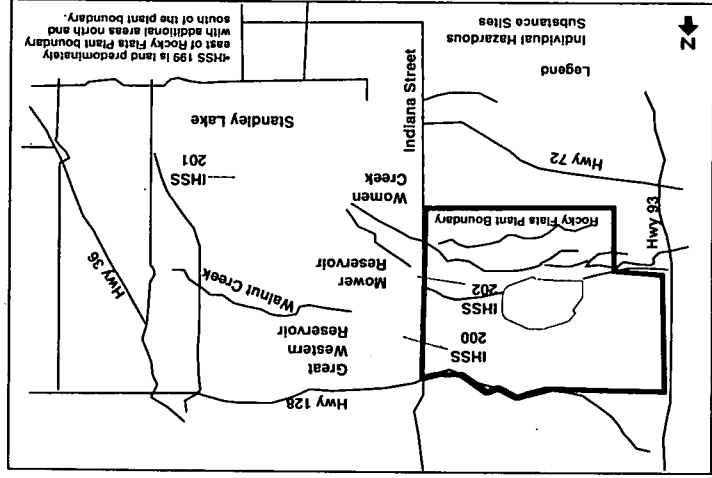 Hwy 128
IHSS
200
Great
Western
Reservoir
IHSS
202
Mower
Reservoir
Walnut Creek
Hwy 36
Hwy 93
Rocky Flats Plant Boundary
Women
Creek
IHSS
201
Hwy 72
Indiana Street
Standley Lake
Legend
Individual Hazardous
Substance Sites
N
*IHSS 199 is land predominately
east of Rocky Flats Plant boundary
with additional areas north and
south of the plant boundary.